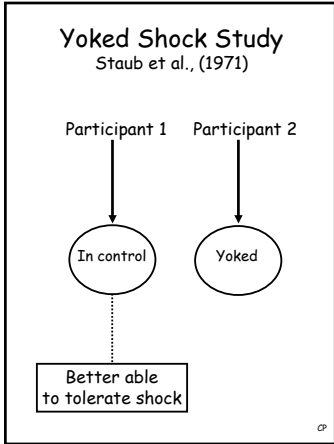 Yoked Shock Study
Staub et al., (1971)
Participant 1 Participant 2
In control Yoked
Better able
to tolerate shock
CP